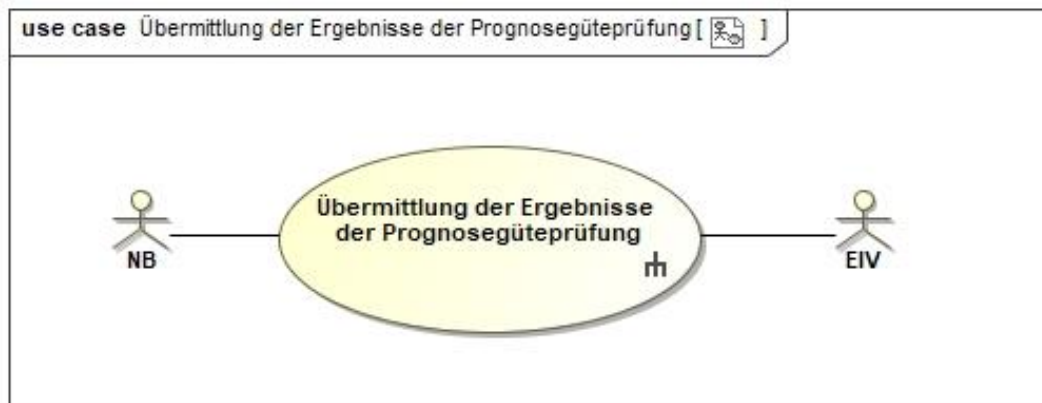 use case Übermittlung der Ergebnisse der Prognosegüteprüfung [ ]
Übermittlung der Ergebnisse
der Prognosegüteprüfung
NB
EIV